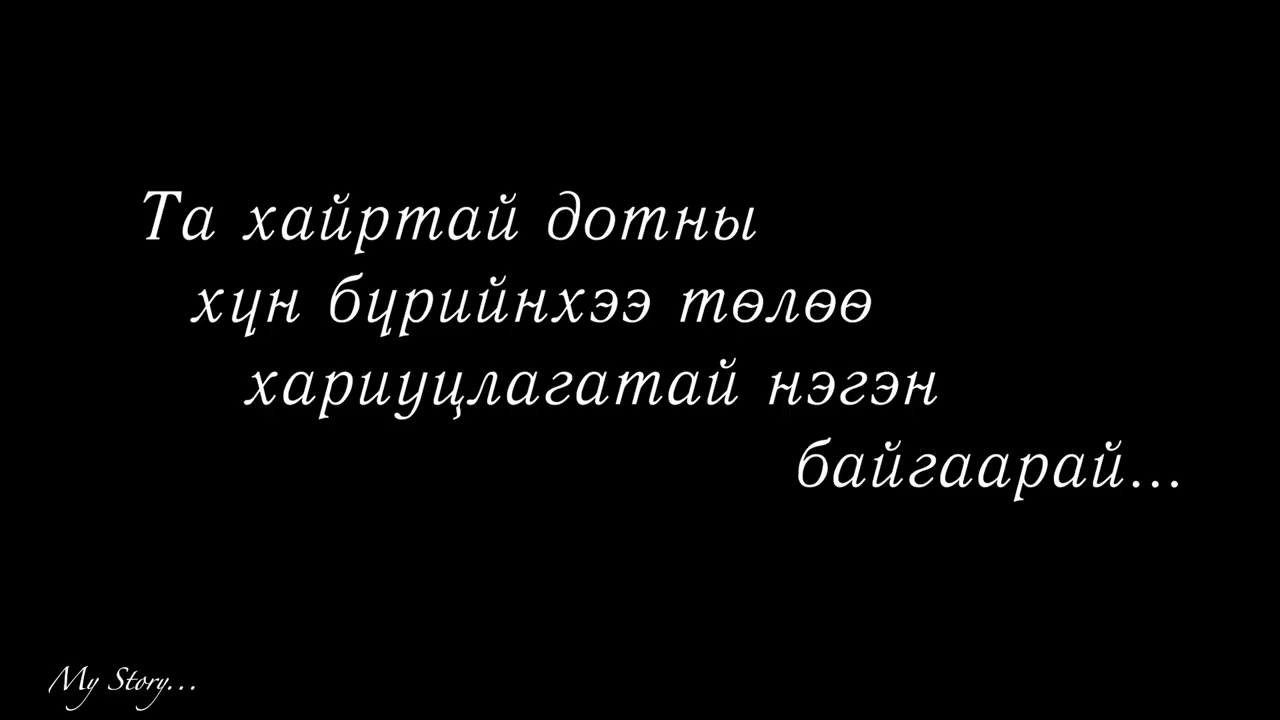 Та хайртай дотны
хүн бүрийнхээ төлөө
хариуцлагатай нэгэн
байгаарай...
My Story...